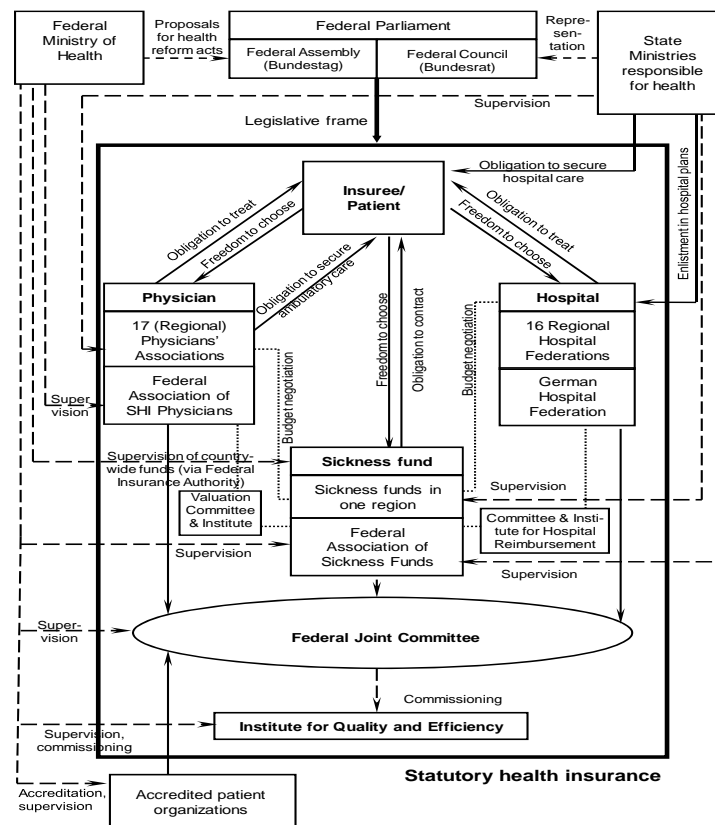 Federal
Ministry of
Health
Proposals
for health
reform acts
Federal Parliament
Federal Assembly
(Bundestag)
Federal Council
(Bundesrat)
Repre-
sen-
tation
State
Ministries
responsible
for health
Supervision
Legislative frame
Obligation to secure
hospital care
Enlistment in hospital plans
Insuree/
Patient
Obligation to treat
Freedom to choose
Obligation to secure
ambulatory care
Freedom to choose
Obligation to contract
Obligation to treat
Freedom to choose
Physician
17 (Regional)
Physicians’
Associations
Federal
Association of
SHI Physicians
Hospital
16 Regional
Hospital
Federations
German
Hospital
Federation
Budget negotiation
Budget negotiation
Super
vision
Supervision of country-
wide funds (via Federal
Insurance Authority)
Valuation
Committee
& Institute
Sickness fund
Sickness funds in
one region
Federal
Association of
Sickness Funds
Supervision
Committee & Insti-
tute for Hospital
Reimbursement
Supervision
Supervision
Super-
vision
Federal Joint Committee
Commissioning
Institute for Quality and Efficiency
Supervision,
commissioning
Statutory health insurance
Accreditation,
supervision
Accredited patient
organizations